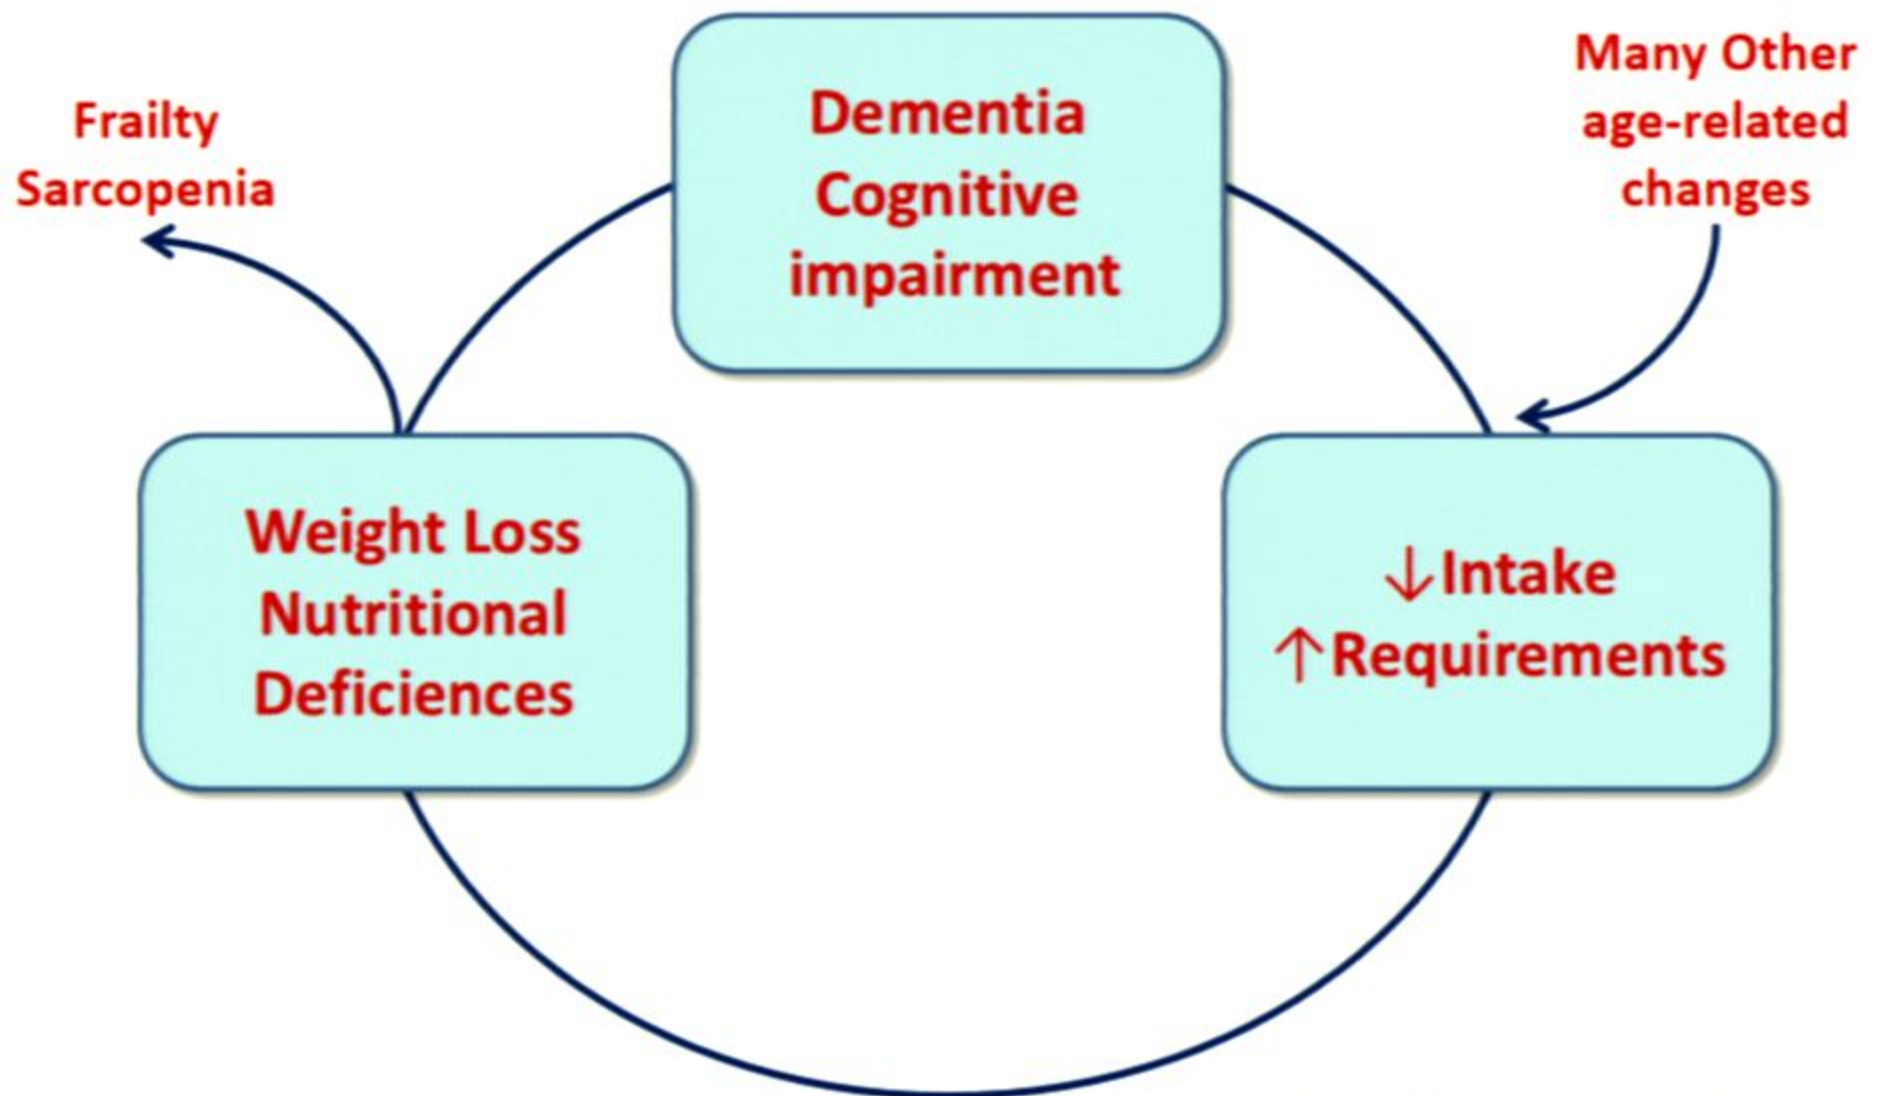 Dementia
Cognitive
impairment
Many Other
age-related
changes
Frailty
Sarcopenia
Weight Loss
Nutritional
Deficiences
↓Intake
↑Requirements